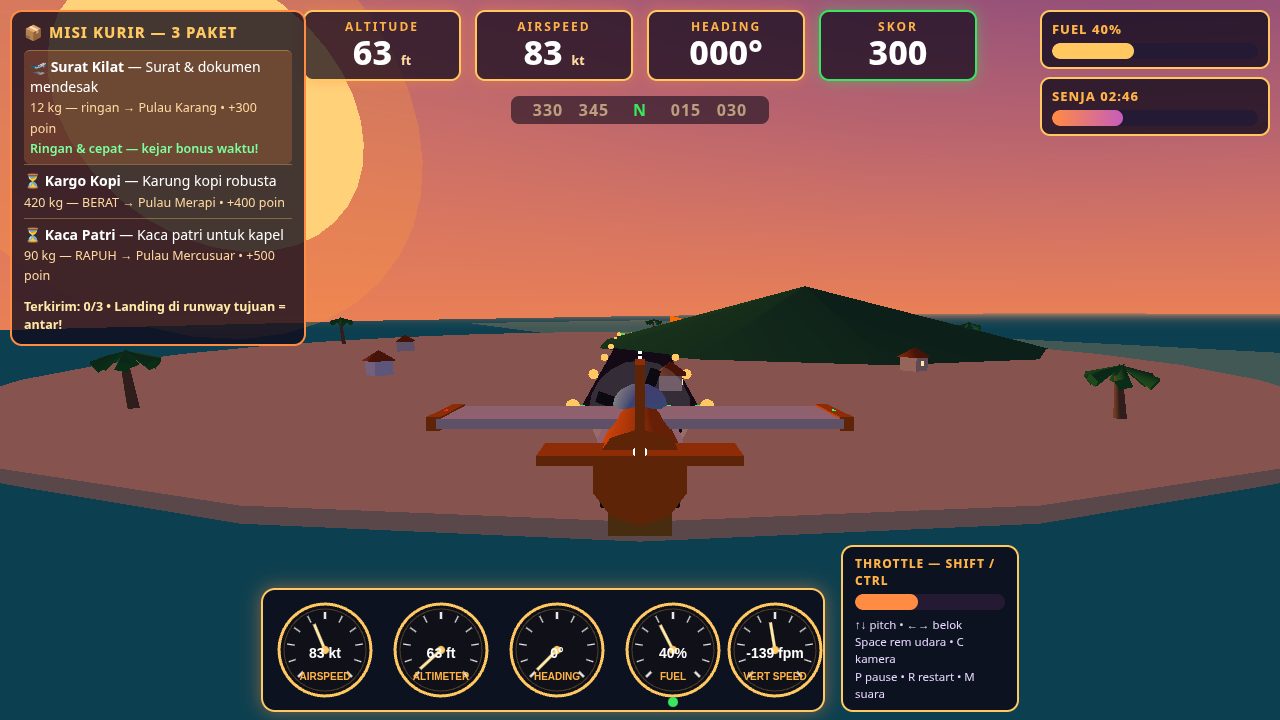 📦 MISI KURIR — 3 PAKET
🛫 Surat Kilat — Surat & dokumen
mendesak
12 kg — ringan → Pulau Karang • +300
poin
Ringan & cepat — kejar bonus waktu!
⏳ Kargo Kopi — Karung kopi robusta
420 kg — BERAT → Pulau Merapi • +400 poin
⏳ Kaca Patri — Kaca patri untuk kapel
90 kg — RAPUH → Pulau Mercusuar • +500
poin
Terkirim: 0/3 • Landing di runway tujuan =
antar!
ALTITUDE
63 ft
AIRSPEED
83 kt
HEADING
000°
SKOR
300
330 345 N 015 030
FUEL 40%
SENJA 02:46
83 kt
AIRSPEED
63 ft
ALTIMETER
0°
HEADING
40%
FUEL
-139 fpm
VERT SPEED
THROTTLE — SHIFT /
CTRL
↑↓ pitch • ←→ belok
Space rem udara • C
kamera
P pause • R restart • M
suara